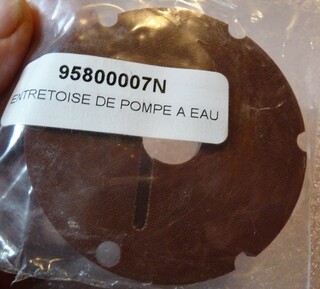 95800007N
ENTRETOISE DE POMPE A EAU